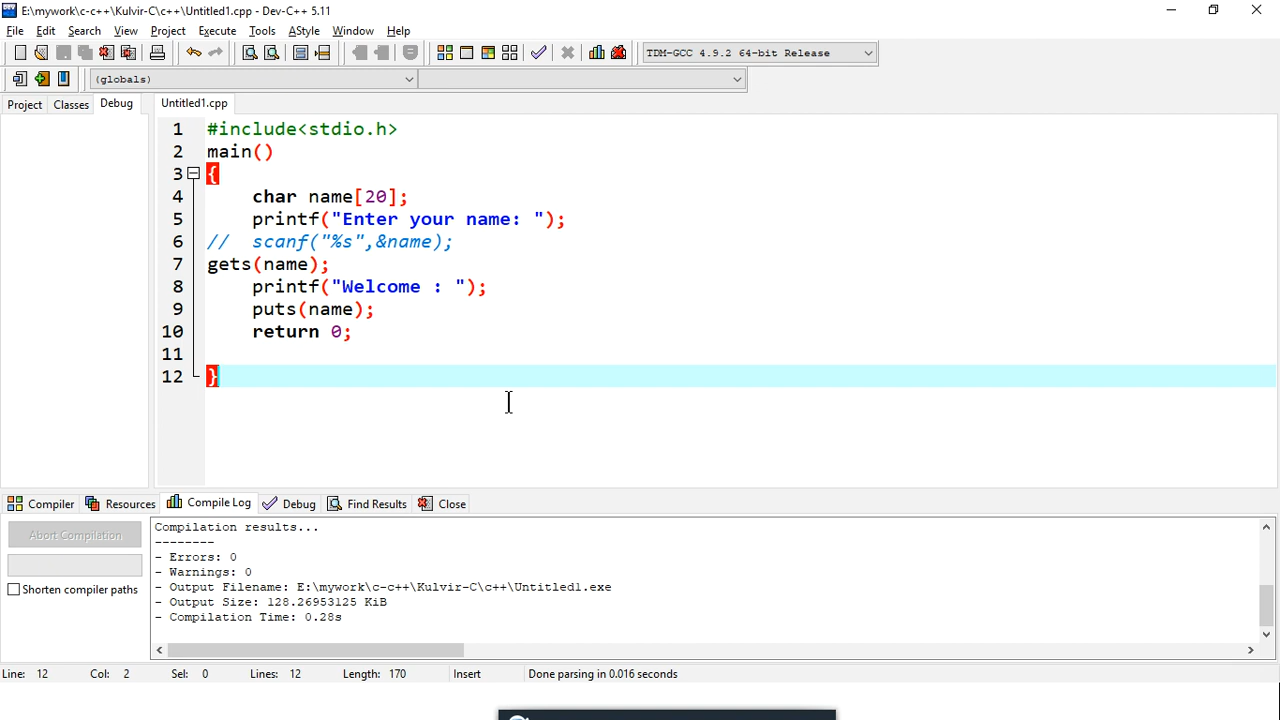 E:\mywork\c-c++\Kulvir-C\c++\Untitled1.cpp - Dev-C++ 5.11
File Edit Search View Project Execute Tools AStyle Window Help
TDM-GCC 4.9.2 64-bit Release
(globals)
Project Classes Debug Untitled1.cpp
1 #include<stdio.h>
2 main()
3 {
4 char name[20];
5 printf("Enter your name: ");
6 // scanf("%s",&name);
7 gets(name);
8 printf("Welcome : ");
9 puts(name);
10 return 0;
11
12 }
Compiler Resources Compile Log Debug Find Results Close
Abort Compilation
Shorten compiler paths
Compilation results...
--------
- Errors: 0
- Warnings: 0
- Output Filename: E:\mywork\c-c++\Kulvir-C\c++\Untitled1.exe
- Output Size: 128.26953125 KiB
- Compilation Time: 0.28s
Line: 12 Col: 2 Sel: 0 Lines: 12 Length: 170 Insert Done parsing in 0.016 seconds